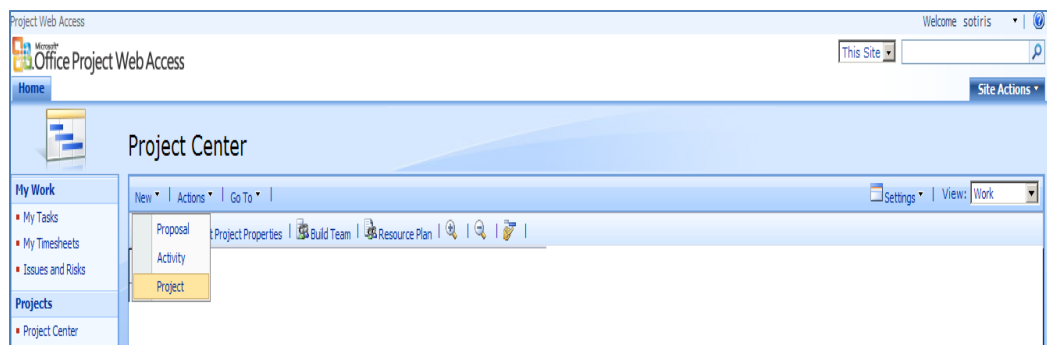 Project Web Access
Welcome sotiris
Microsoft
Office Project Web Access
This Site
Home
Site Actions
Project Center
My Work
New | Actions | Go To |
Settings | View: Work
My Tasks
My Timesheets
Issues and Risks
Proposal
Activity
Project
t Project Properties | Build Team | Resource Plan | | |
Projects
Project Center